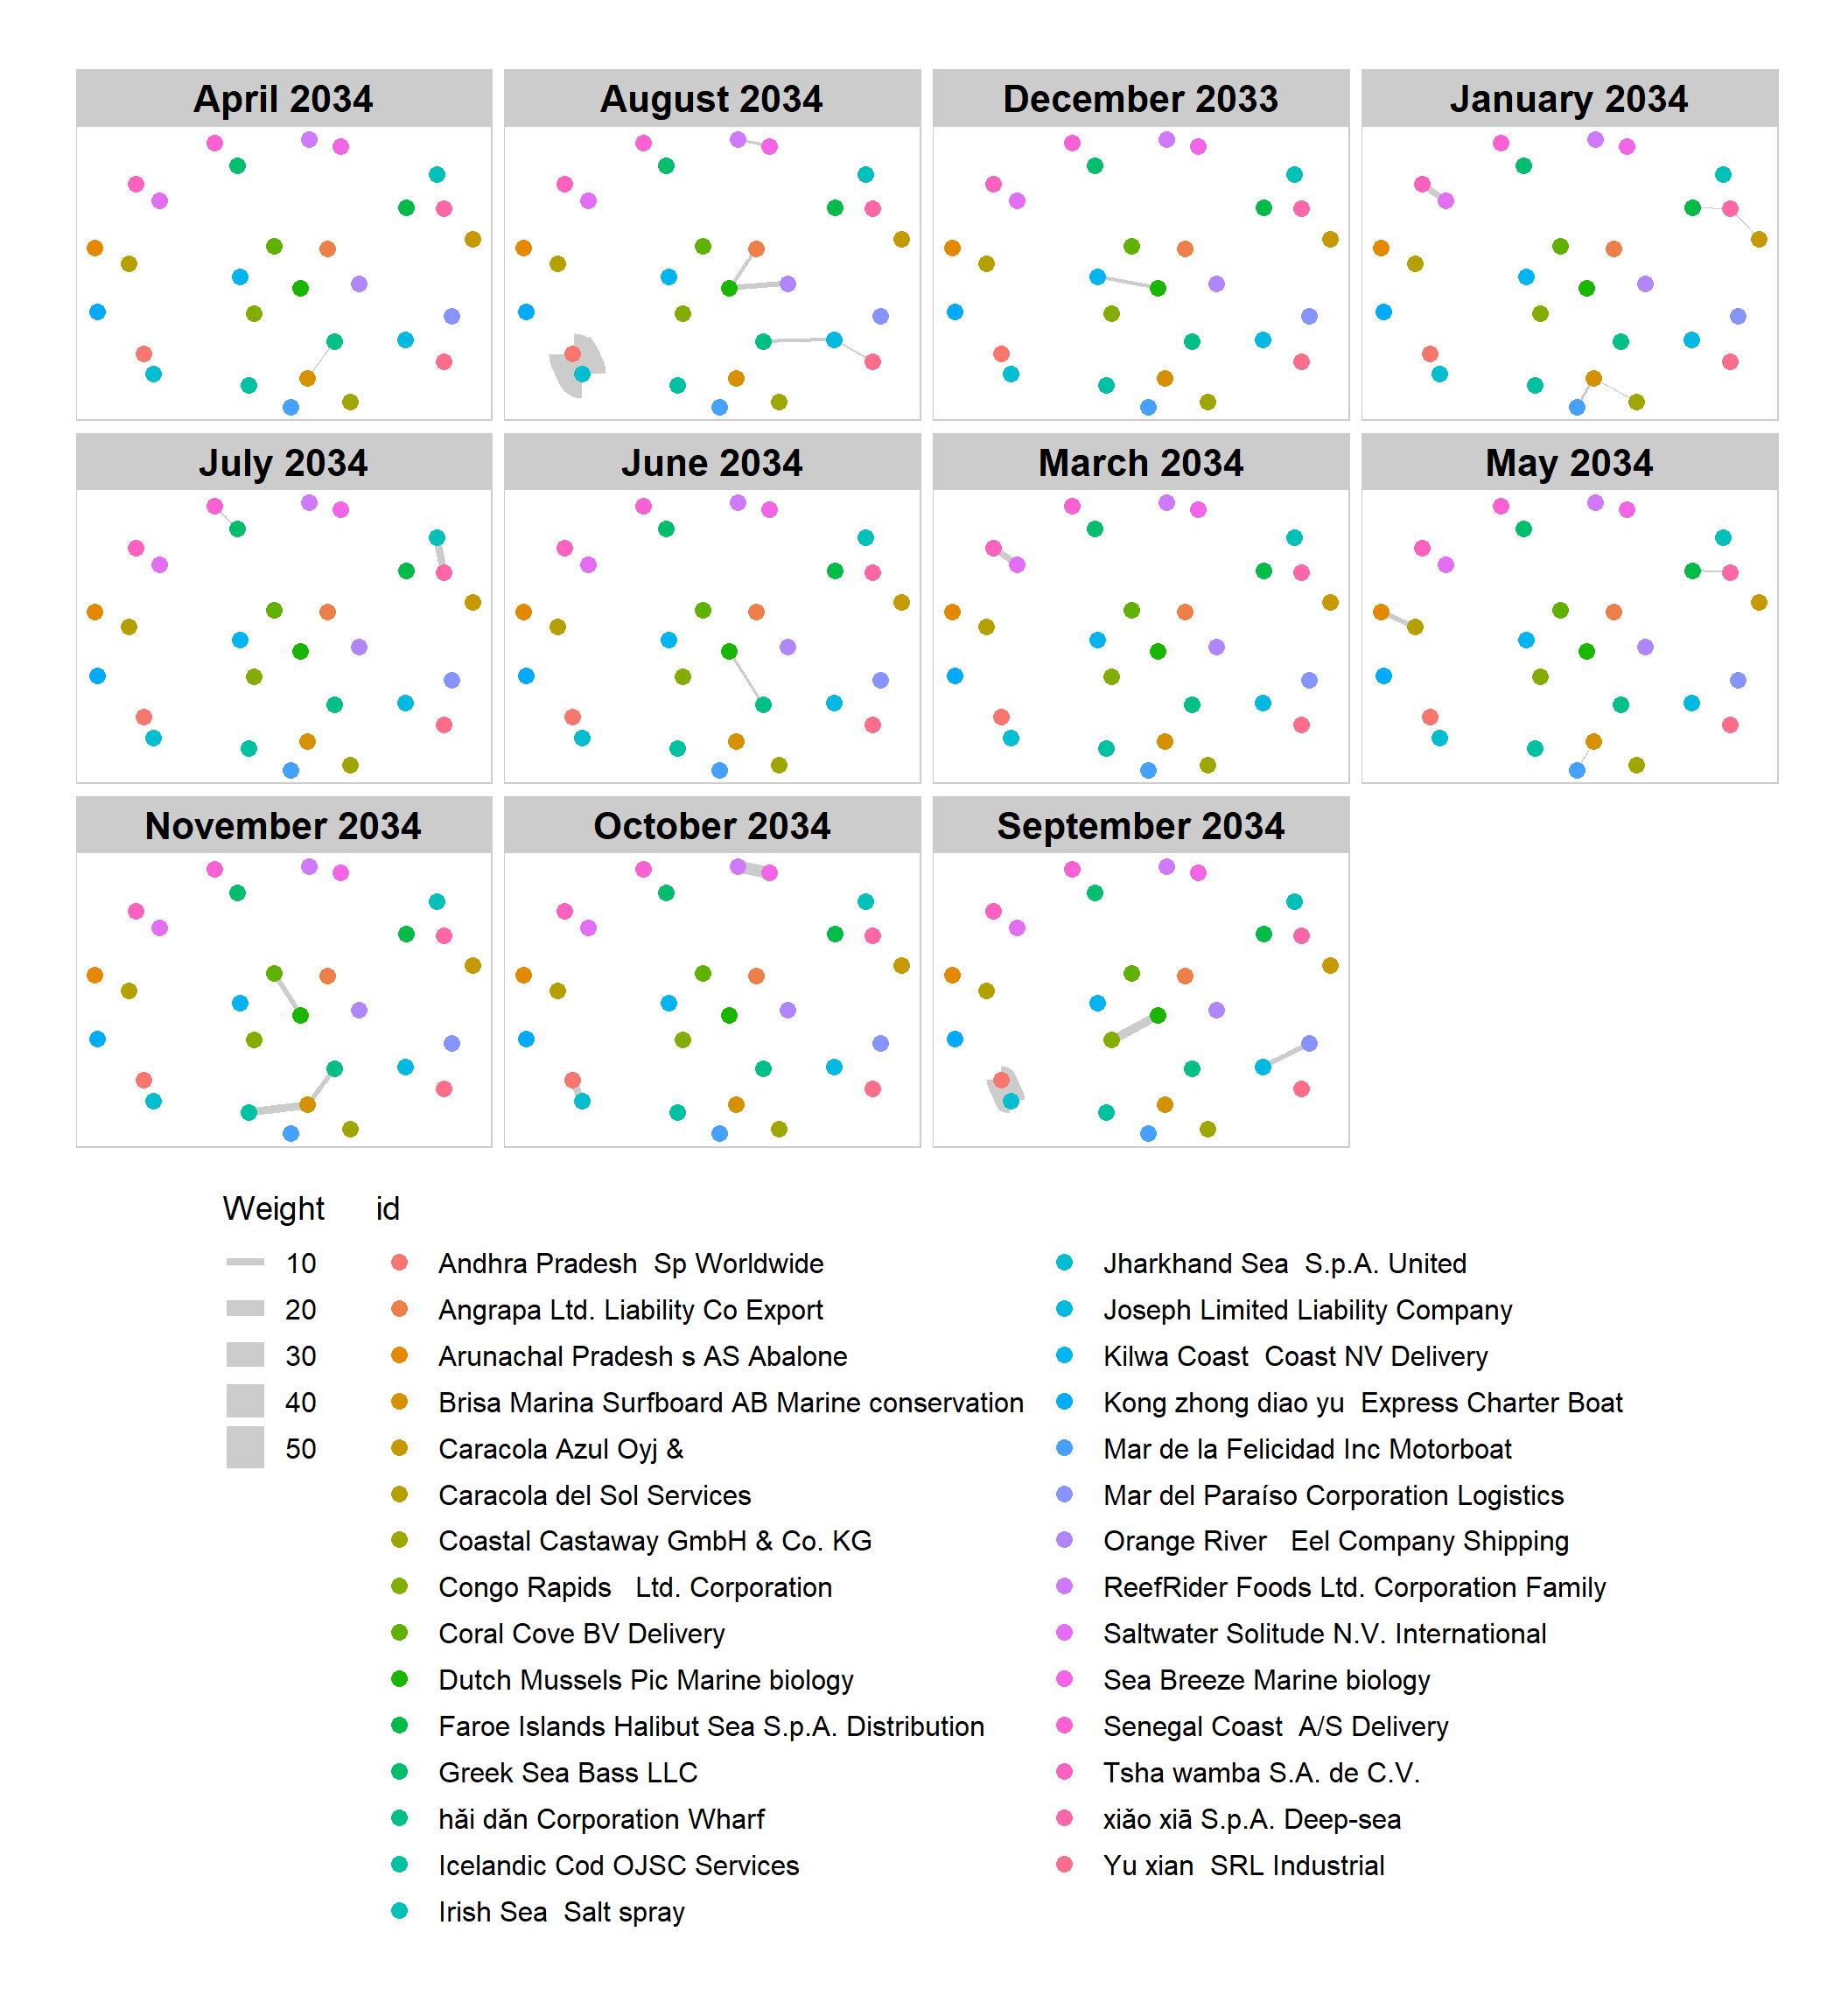 April 2034
August 2034
December 2033
January 2034
July 2034
June 2034
March 2034
May 2034
November 2034
October 2034
September 2034
Weight
10
20
30
40
50
id
Andhra Pradesh  Sp Worldwide
Angrapa Ltd. Liability Co Export
Arunachal Pradesh s AS Abalone
Brisa Marina Surfboard AB Marine conservation
Caracola Azul Oyj &
Caracola del Sol Services
Coastal Castaway GmbH & Co. KG
Congo Rapids   Ltd. Corporation
Coral Cove BV Delivery
Dutch Mussels Pic Marine biology
Faroe Islands Halibut Sea S.p.A. Distribution
Greek Sea Bass LLC
hǎi dǎn Corporation Wharf
Icelandic Cod OJSC Services
Irish Sea  Salt spray
Jharkhand Sea  S.p.A. United
Joseph Limited Liability Company
Kilwa Coast  Coast NV Delivery
Kong zhong diao yu  Express Charter Boat
Mar de la Felicidad Inc Motorboat
Mar del Paraíso Corporation Logistics
Orange River   Eel Company Shipping
ReefRider Foods Ltd. Corporation Family
Saltwater Solitude N.V. International
Sea Breeze Marine biology
Senegal Coast  A/S Delivery
Tsha wamba S.A. de C.V.
xiǎo xiā S.p.A. Deep-sea
Yu xian  SRL Industrial